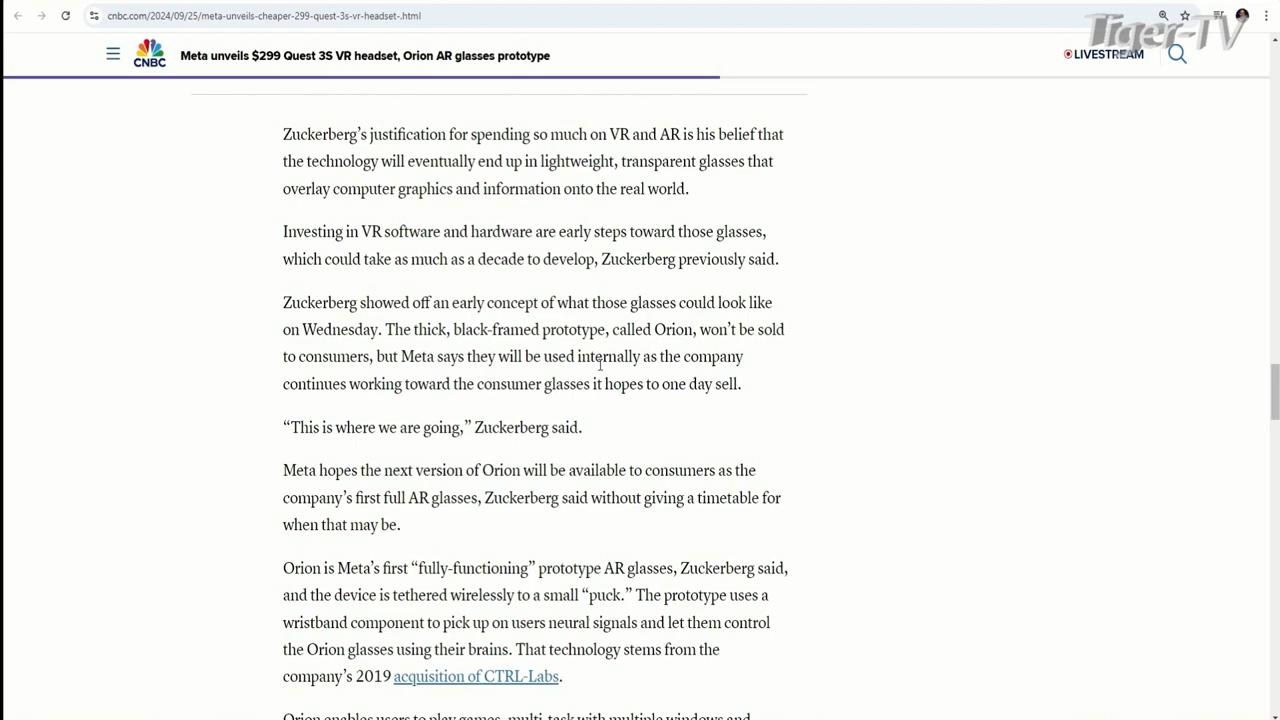 cnbc.com/2024/09/25/meta-unveils-cheaper-299-quest-3s-vr-headset-.html
Tiger-TV
CNBC
Meta unveils $299 Quest 3S VR headset, Orion AR glasses prototype
LIVESTREAM
Zuckerberg’s justification for spending so much on VR and AR is his belief that
the technology will eventually end up in lightweight, transparent glasses that
overlay computer graphics and information onto the real world.
Investing in VR software and hardware are early steps toward those glasses,
which could take as much as a decade to develop, Zuckerberg previously said.
Zuckerberg showed off an early concept of what those glasses could look like
on Wednesday. The thick, black-framed prototype, called Orion, won’t be sold
to consumers, but Meta says they will be used internally as the company
continues working toward the consumer glasses it hopes to one day sell.
“This is where we are going,” Zuckerberg said.
Meta hopes the next version of Orion will be available to consumers as the
company’s first full AR glasses, Zuckerberg said without giving a timetable for
when that may be.
Orion is Meta’s first “fully-functioning” prototype AR glasses, Zuckerberg said,
and the device is tethered wirelessly to a small “puck.” The prototype uses a
wristband component to pick up on users neural signals and let them control
the Orion glasses using their brains. That technology stems from the
company’s 2019 acquisition of CTRL-Labs.
Orion enables users to play games, multi-task with multiple windows and